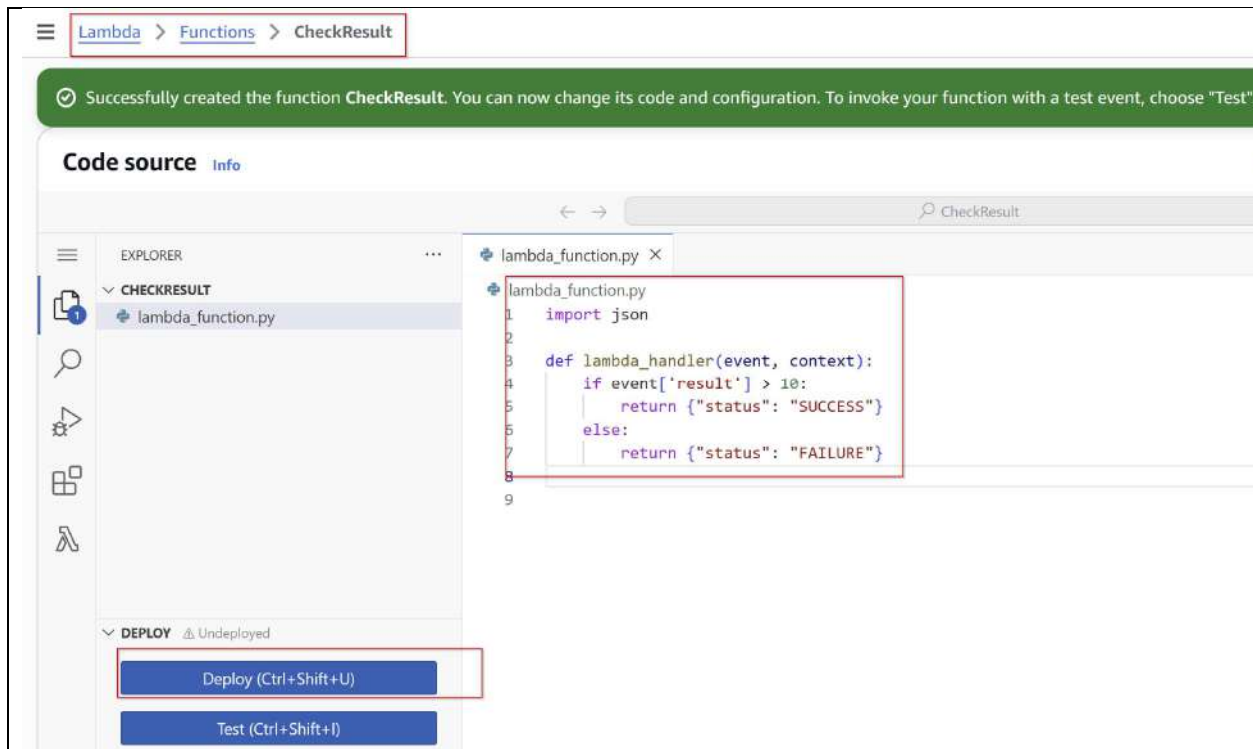 Lambda > Functions > CheckResult
Successfully created the function CheckResult. You can now change its code and configuration. To invoke your function with a test event, choose "Test"
Code source Info
CheckResult
EXPLORER ...
lambda_function.py ×
CHECKRESULT
lambda_function.py
lambda_function.py
1
1 import json
2
3 def lambda_handler(event, context):
4 if event['result'] > 10:
5 return {"status": "SUCCESS"}
6 else:
7 return {"status": "FAILURE"}
8
9
DEPLOY Undeployed
Deploy (Ctrl+Shift+U)
Test (Ctrl+Shift+I)